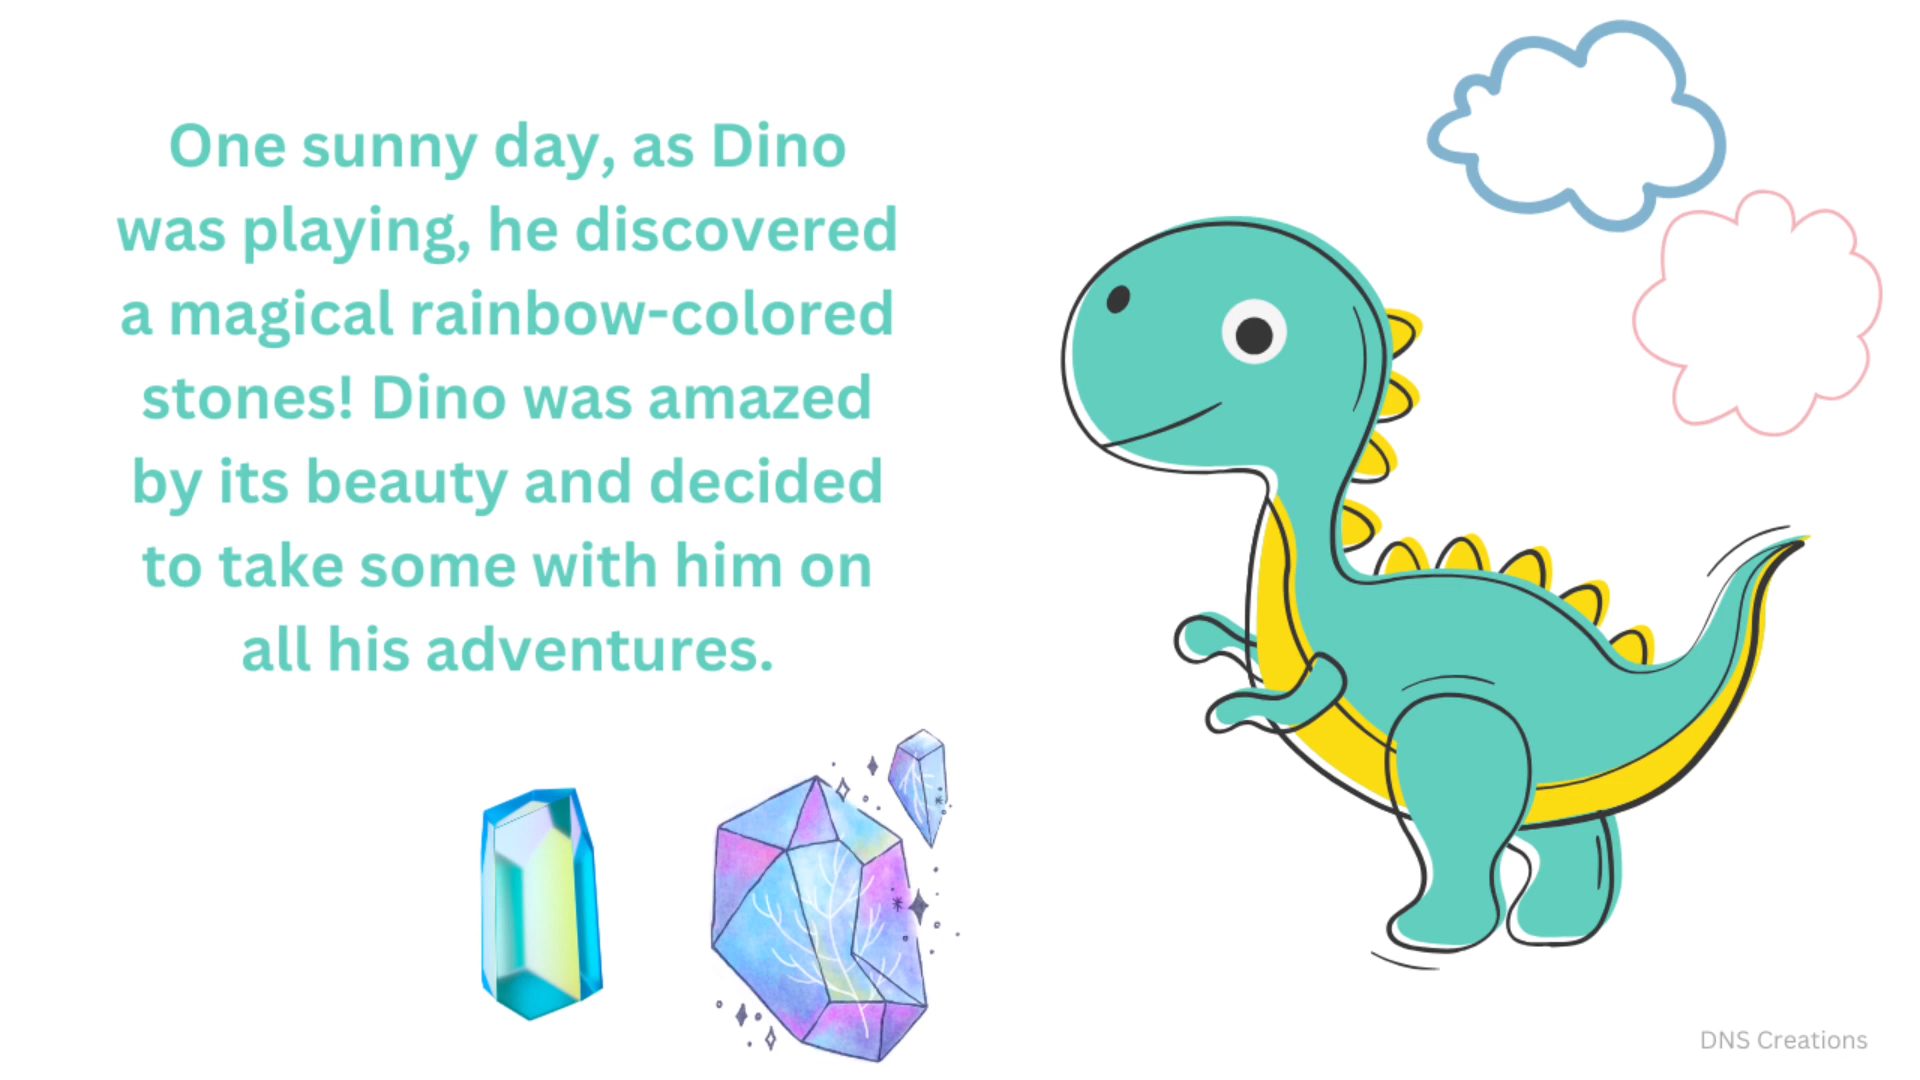 One sunny day, as Dino
was playing, he discovered
a magical rainbow-colored
stones! Dino was amazed
by its beauty and decided
to take some with him on
all his adventures.
DNS Creations